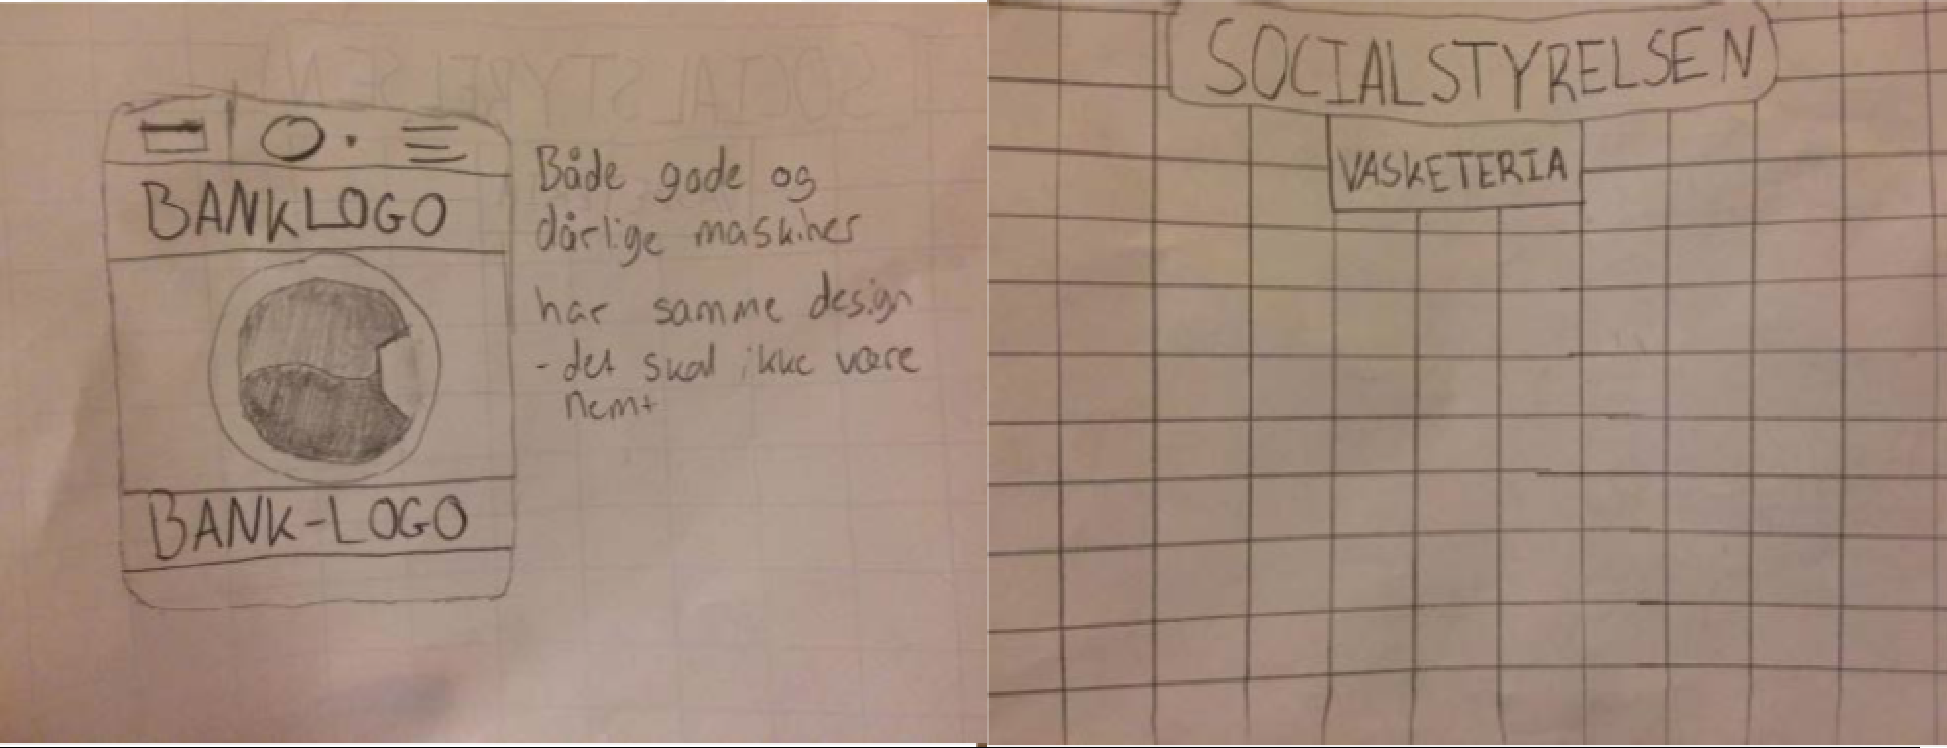 BANKLOGO
BANK-LOGO
Både gode og
dårlige maskiner
har samme design
- det skal ikke være
nemt
SOCIALSTYRELSEN
VASKETERIA